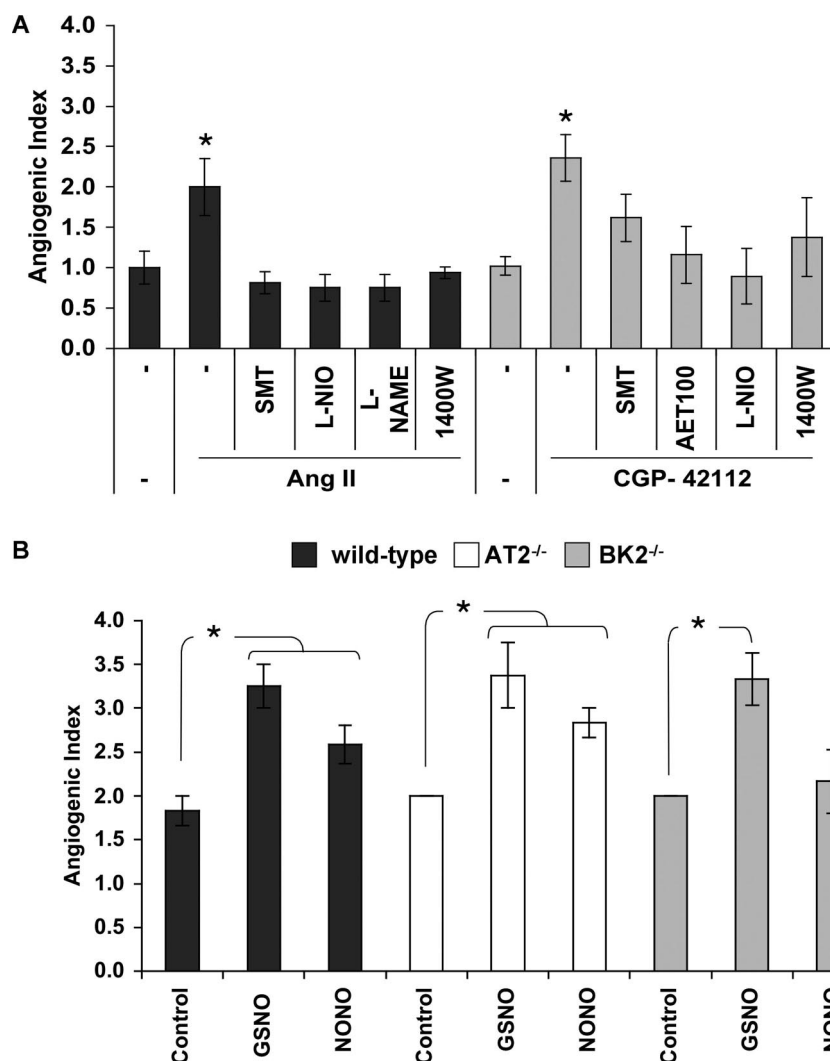 A
4.0
3.5
3.0
2.5
2.0
1.5
1.0
0.5
0.0
Angiogenic Index
* *
- - SMT L-NIO L-NAME 1400W - - SMT AET100 L-NIO 1400W
- Ang II - CGP- 42112
B
wild-type AT2-/- BK2-/-
4.0
3.5
3.0
2.5
2.0
1.5
1.0
0.5
0.0
Angiogenic Index
* * *
Control GSNO NONO Control GSNO NONO Control GSNO NONO